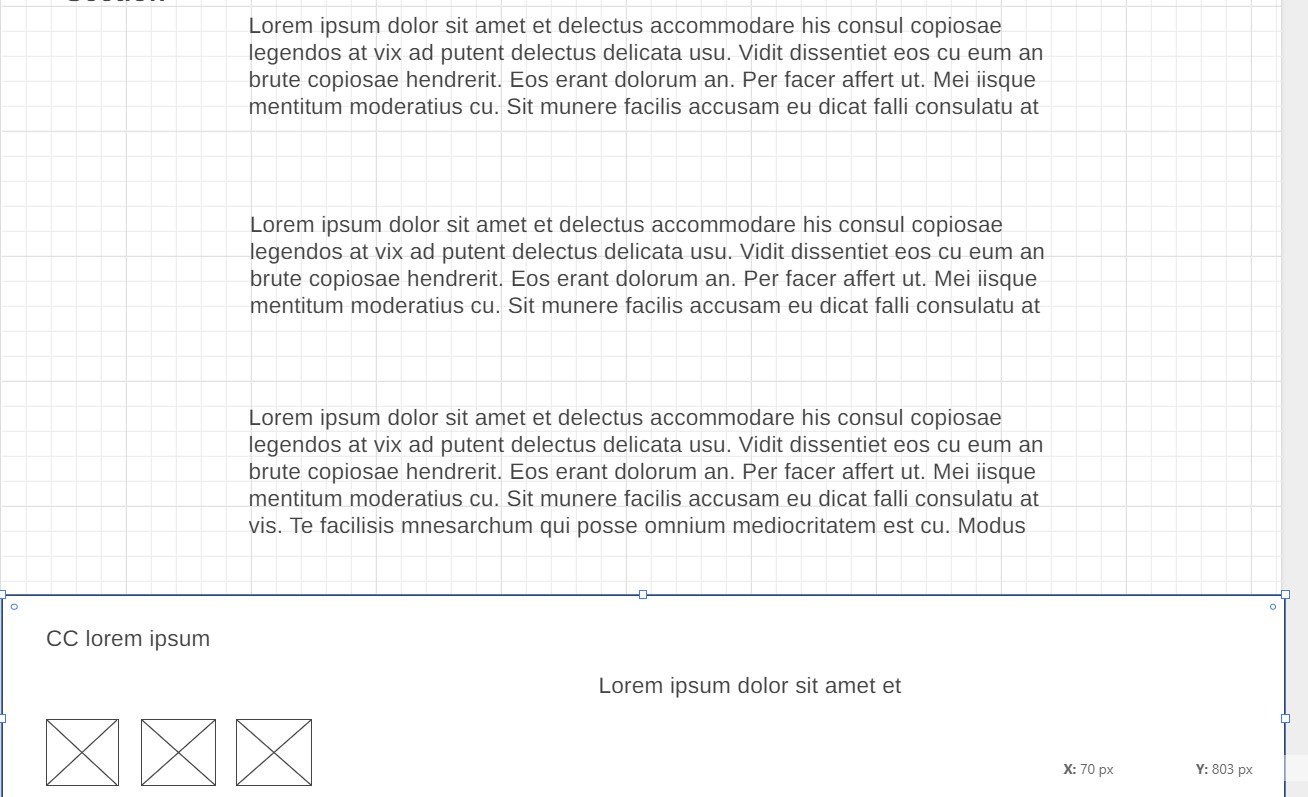 Lorem ipsum dolor sit amet et delectus accommodare his consul copiosae
legendos at vix ad putent delectus delicata usu. Vidit dissentiet eos cu eum an
brute copiosae hendrerit. Eos erant dolorum an. Per facer affert ut. Mei iisque
mentitum moderatius cu. Sit munere facilis accusam eu dicat falli consulatu at
Lorem ipsum dolor sit amet et delectus accommodare his consul copiosae
legendos at vix ad putent delectus delicata usu. Vidit dissentiet eos cu eum an
brute copiosae hendrerit. Eos erant dolorum an. Per facer affert ut. Mei iisque
mentitum moderatius cu. Sit munere facilis accusam eu dicat falli consulatu at
Lorem ipsum dolor sit amet et delectus accommodare his consul copiosae
legendos at vix ad putent delectus delicata usu. Vidit dissentiet eos cu eum an
brute copiosae hendrerit. Eos erant dolorum an. Per facer affert ut. Mei iisque
mentitum moderatius cu. Sit munere facilis accusam eu dicat falli consulatu at
vis. Te facilisis mnesarchum qui posse omnium mediocritatem est cu. Modus
CC lorem ipsum
Lorem ipsum dolor sit amet et
X: 70 px Y: 803 px